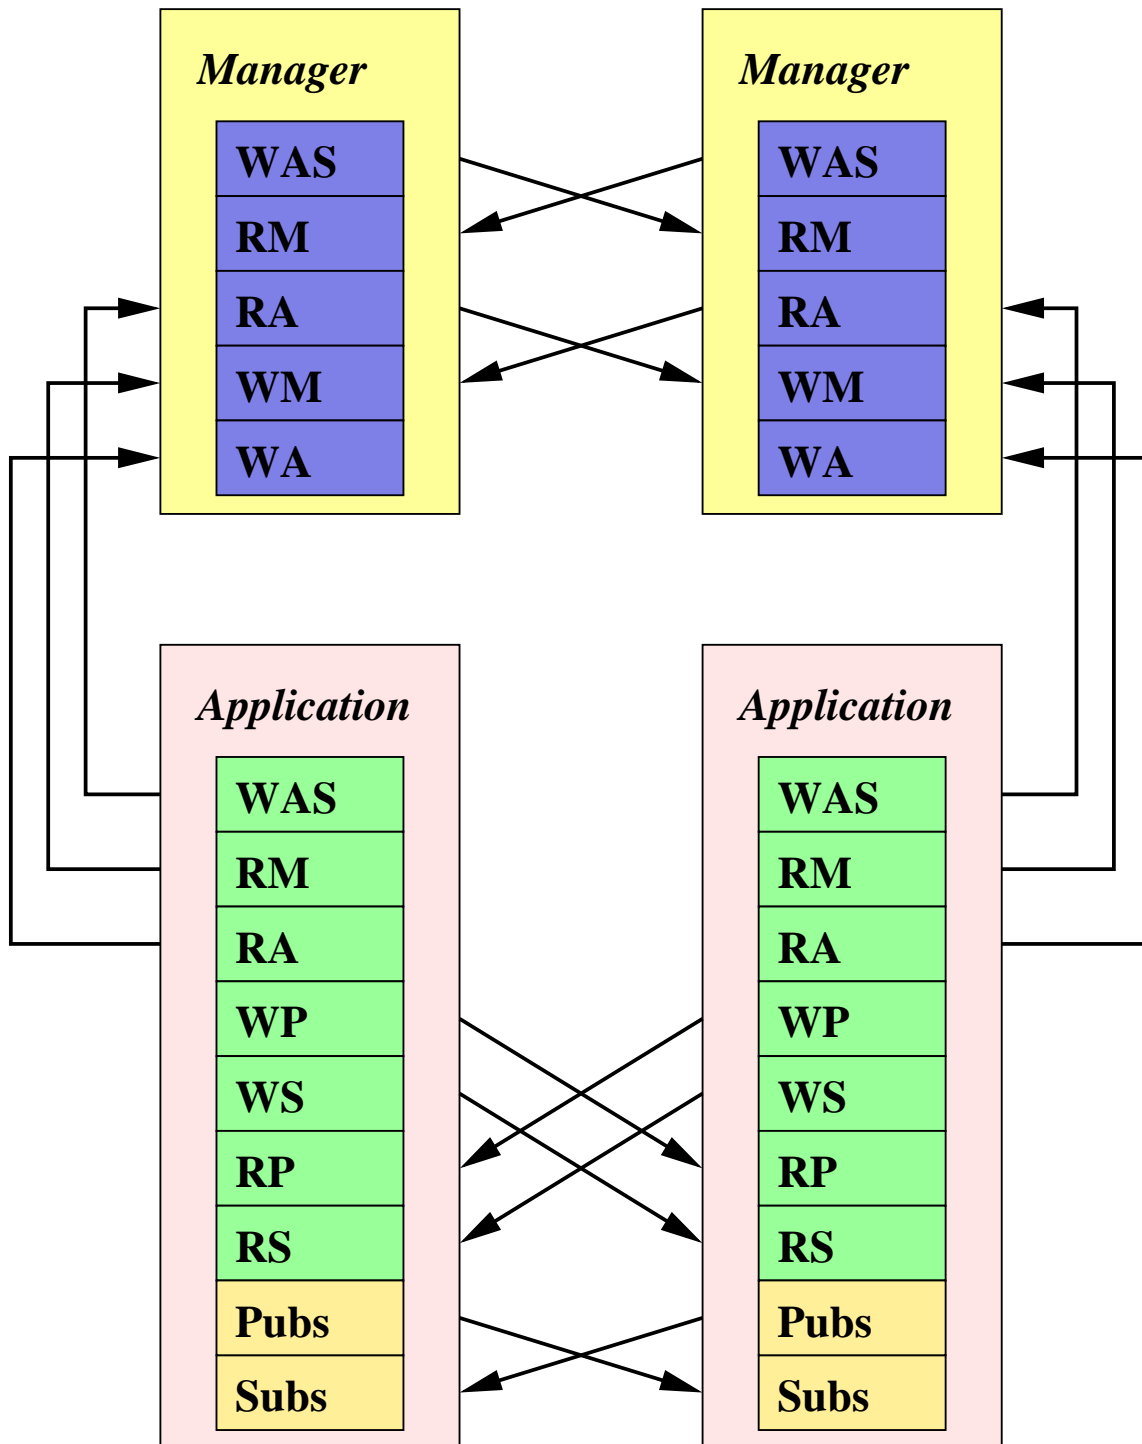 Manager
WAS
RM
RA
WM
WA
Manager
WAS
RM
RA
WM
WA
Application
WAS
RM
RA
WP
WS
RP
RS
Pubs
Subs
Application
WAS
RM
RA
WP
WS
RP
RS
Pubs
Subs